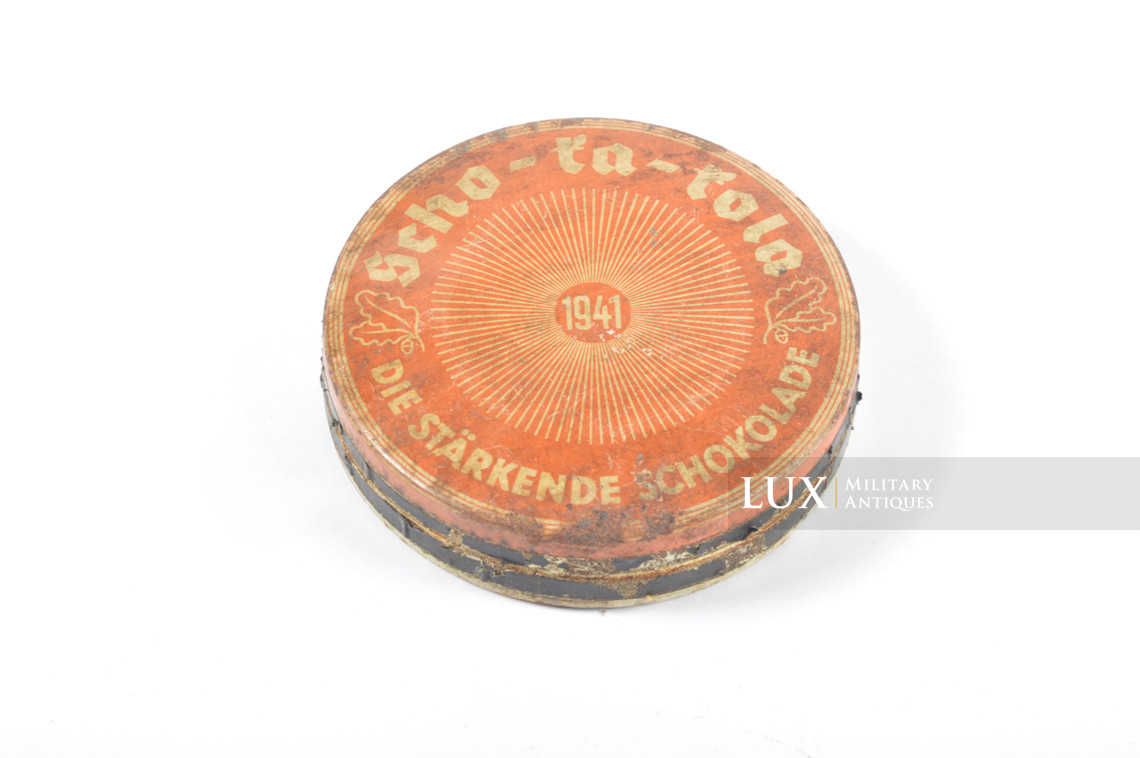 Scho-ka-kola
1941
DIE STÄRKENDE SCHOKOLADE
LUX MILITARY
ANTIQUES